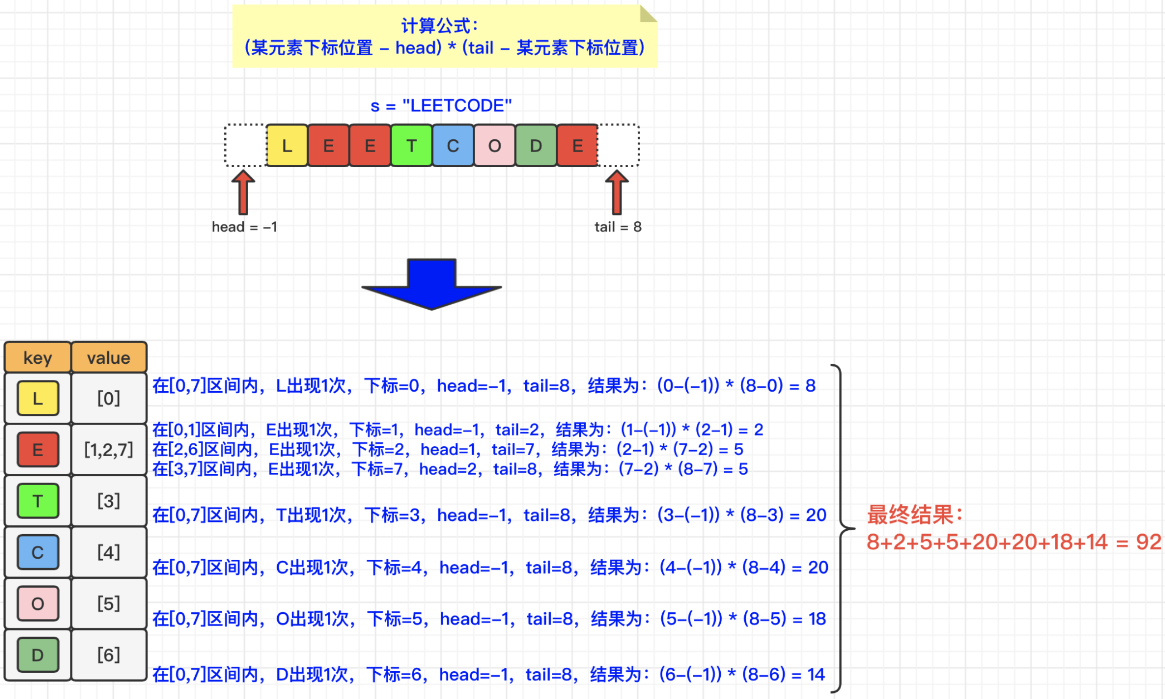 计算公式：
(某元素下标位置 - head) * (tail - 某元素下标位置)
s = "LEETCODE"
L E E T C O D E
head = -1
tail = 8
key value
L [0] 在[0,7]区间内，L出现1次，下标=0，head=-1，tail=8，结果为：(0-(-1)) * (8-0) = 8
在[0,1]区间内，E出现1次，下标=1，head=-1，tail=2，结果为：(1-(-1)) * (2-1) = 2
E [1,2,7] 在[2,6]区间内，E出现1次，下标=2，head=1，tail=7，结果为：(2-1) * (7-2) = 5
在[3,7]区间内，E出现1次，下标=7，head=2，tail=8，结果为：(7-2) * (8-7) = 5
T [3] 在[0,7]区间内，T出现1次，下标=3，head=-1，tail=8，结果为：(3-(-1)) * (8-3) = 20
C [4] 在[0,7]区间内，C出现1次，下标=4，head=-1，tail=8，结果为：(4-(-1)) * (8-4) = 20
O [5] 在[0,7]区间内，O出现1次，下标=5，head=-1，tail=8，结果为：(5-(-1)) * (8-5) = 18
D [6] 在[0,7]区间内，D出现1次，下标=6，head=-1，tail=8，结果为：(6-(-1)) * (8-6) = 14
最终结果：
8+2+5+5+20+20+18+14 = 92